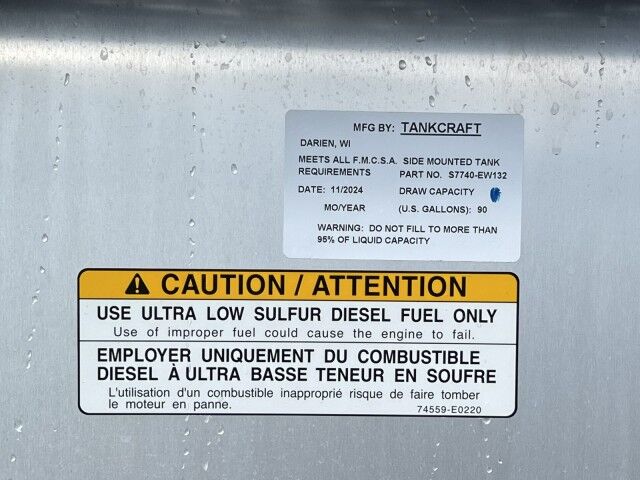 MFG BY: TANKCRAFT
DARIEN, WI
MEETS ALL F.M.C.S.A. SIDE MOUNTED TANK
REQUIREMENTS PART NO. S7740-EW132
DATE: 11/2024 DRAW CAPACITY
MO/YEAR (U.S. GALLONS): 90
WARNING: DO NOT FILL TO MORE THAN
95% OF LIQUID CAPACITY
CAUTION / ATTENTION
USE ULTRA LOW SULFUR DIESEL FUEL ONLY
Use of improper fuel could cause the engine to fail.
EMPLOYER UNIQUEMENT DU COMBUSTIBLE
DIESEL À ULTRA BASSE TENEUR EN SOUFRE
L'utilisation d'un combustible inapproprié risque de faire tomber
le moteur en panne.
74559-E0220